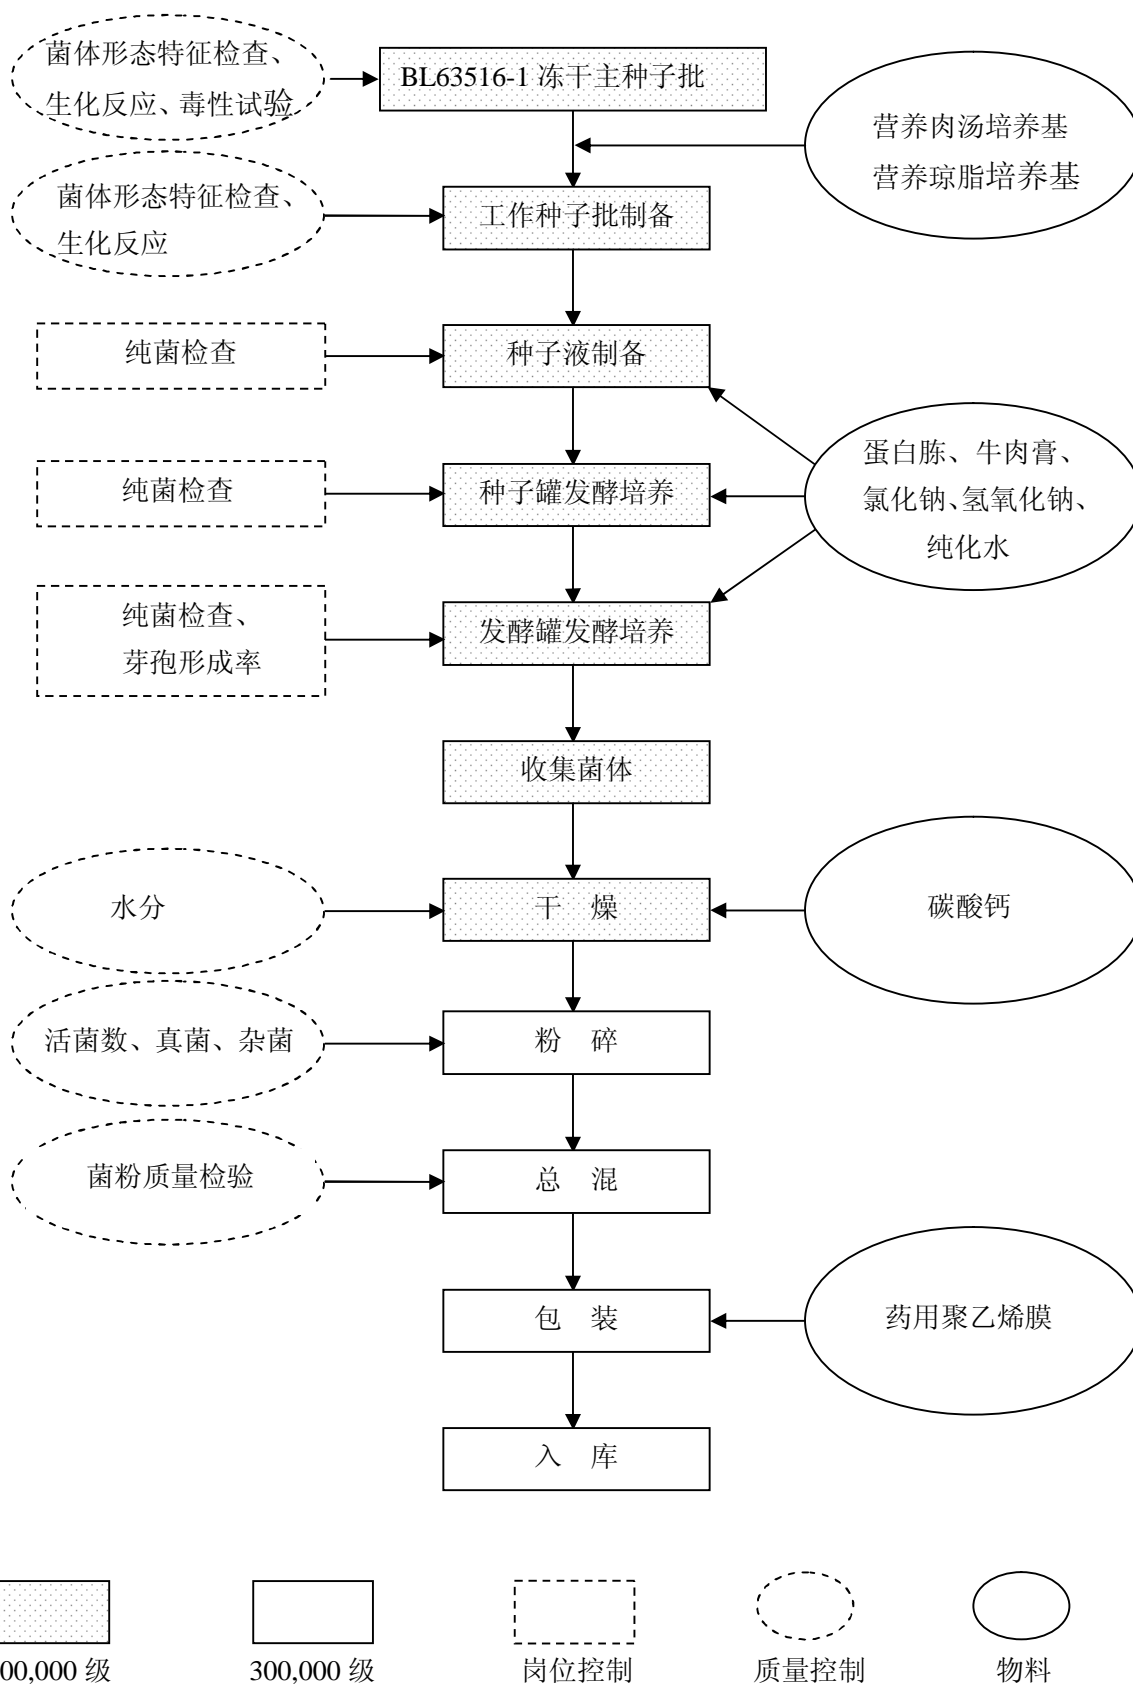 菌体形态特征检查、
生化反应、毒性试验
BL63516-1 冻干主种子批
营养肉汤培养基
营养琼脂培养基
菌体形态特征检查、
生化反应
工作种子批制备
纯菌检查
种子液制备
蛋白胨、牛肉膏、
氯化钠、氢氧化钠、
纯化水
纯菌检查
种子罐发酵培养
纯菌检查、
芽孢形成率
发酵罐发酵培养
收集菌体
水分
干 燥
碳酸钙
活菌数、真菌、杂菌
粉 碎
菌粉质量检验
总 混
包 装
药用聚乙烯膜
入 库
00,000 级
300,000 级
岗位控制
质量控制
物料